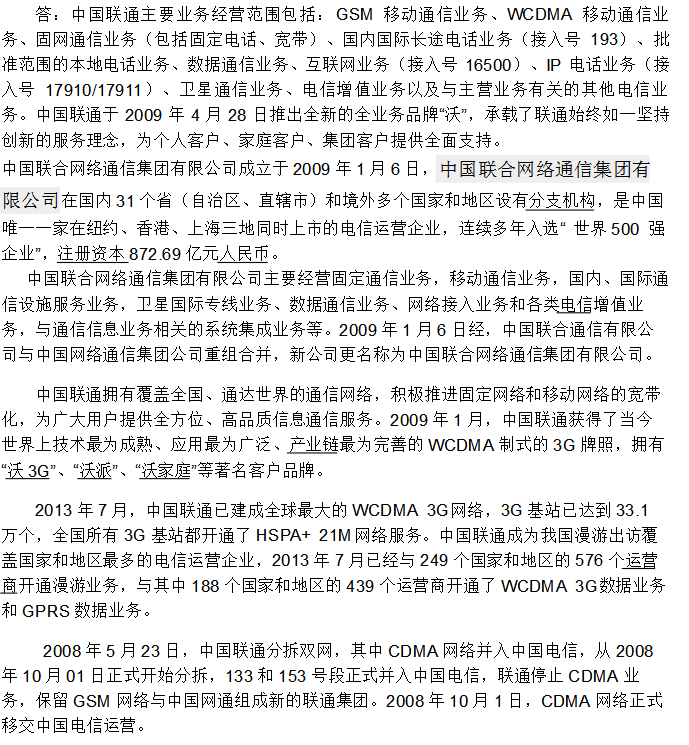 答：中国联通主要业务经营范围包括：GSM 移动通信业务、WCDMA 移动通信业
务、固网通信业务（包括固定电话、宽带）、国内国际长途电话业务（接入号 193）、批
准范围的本地电话业务、数据通信业务、互联网业务（接入号 16500）、IP 电话业务（接
入号 17910/17911）、卫星通信业务、电信增值业务以及与主营业务有关的其他电信业
务。中国联通于 2009 年 4 月 28 日推出全新的全业务品牌“沃”，承载了联通始终如一坚持
创新的服务理念，为个人客户、家庭客户、集团客户提供全面支持。
中国联合网络通信集团有限公司成立于 2009 年 1 月 6 日，中国联合网络通信集团有
限公司在国内 31 个省（自治区、直辖市）和境外多个国家和地区设有分支机构，是中国
唯一一家在纽约、香港、上海三地同时上市的电信运营企业，连续多年入选“ 世界 500 强
企业”，注册资本 872.69 亿元人民币。
中国联合网络通信集团有限公司主要经营固定通信业务，移动通信业务，国内、国际通
信设施服务业务，卫星国际专线业务、数据通信业务、网络接入业务和各类电信增值业
务，与通信信息业务相关的系统集成业务等。2009 年 1 月 6 日经，中国联合通信有限公
司与中国网络通信集团公司重组合并，新公司更名称为中国联合网络通信集团有限公司。
中国联通拥有覆盖全国、通达世界的通信网络，积极推进固定网络和移动网络的宽带
化，为广大用户提供全方位、高品质信息通信服务。2009 年 1 月，中国联通获得了当今
世界上技术最为成熟、应用最为广泛、产业链最为完善的 WCDMA 制式的 3G 牌照，拥有
“沃 3G”、“沃派”、“沃家庭”等著名客户品牌。
2013 年 7 月，中国联通已建成全球最大的 WCDMA 3G 网络，3G 基站已达到 33.1
万个，全国所有 3G 基站都开通了 HSPA+ 21M 网络服务。中国联通成为我国漫游出访覆
盖国家和地区最多的电信运营企业，2013 年 7 月已经与 249 个国家和地区的 576 个运营
商开通漫游业务，与其中 188 个国家和地区的 439 个运营商开通了 WCDMA 3G 数据业务
和 GPRS 数据业务。
2008 年 5 月 23 日，中国联通分拆双网，其中 CDMA 网络并入中国电信，从 2008
年 10 月 01 日正式开始分拆，133 和 153 号段正式并入中国电信，联通停止 CDMA 业
务，保留 GSM 网络与中国网通组成新的联通集团。2008 年 10 月 1 日，CDMA 网络正式
移交中国电信运营。